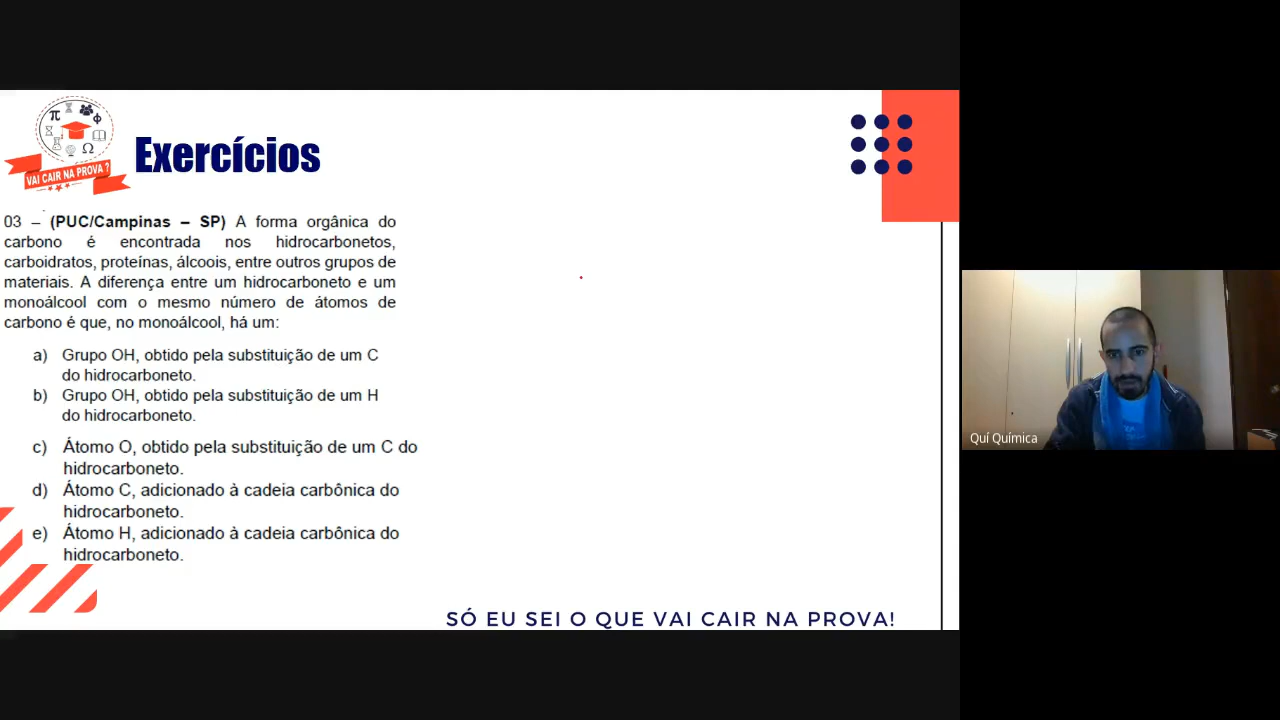 VAI CAIR NA PROVA ?
Exercícios
03 – (PUC/Campinas – SP) A forma orgânica do
carbono é encontrada nos hidrocarbonetos,
carboidratos, proteínas, álcoois, entre outros grupos de
materiais. A diferença entre um hidrocarboneto e um
monoálcool com o mesmo número de átomos de
carbono é que, no monoálcool, há um:
a) Grupo OH, obtido pela substituição de um C
do hidrocarboneto.
b) Grupo OH, obtido pela substituição de um H
do hidrocarboneto.
c) Átomo O, obtido pela substituição de um C do
hidrocarboneto.
d) Átomo C, adicionado à cadeia carbônica do
hidrocarboneto.
e) Átomo H, adicionado à cadeia carbônica do
hidrocarboneto.
SÓ EU SEI O QUE VAI CAIR NA PROVA!
Quí Química